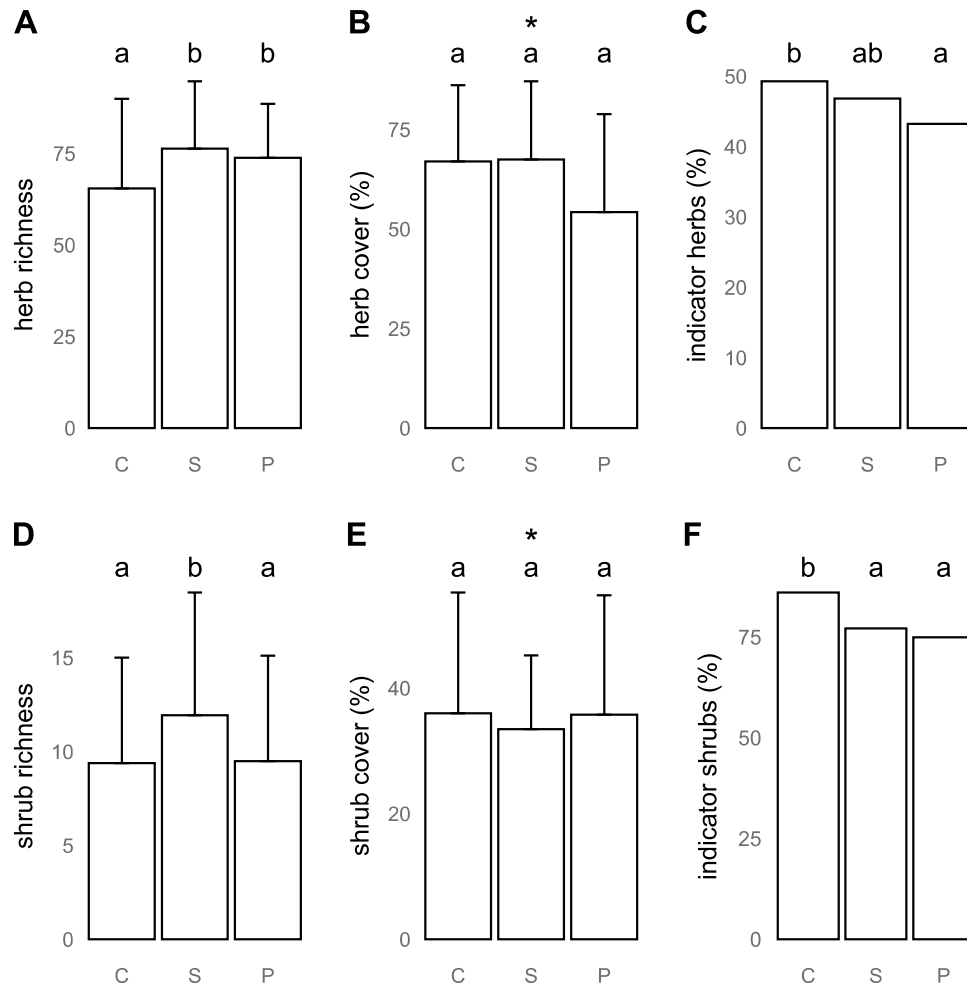 A
a b b
herb richness
75
50
25
0
C S P
B
*
a a a
herb cover (%)
75
50
25
0
C S P
C
b ab a
indicator herbs (%)
50
40
30
20
10
0
C S P
D
a b a
shrub richness
15
10
5
0
C S P
E
*
a a a
shrub cover (%)
40
20
0
C S P
F
b a a
indicator shrubs (%)
75
50
25
0
C S P